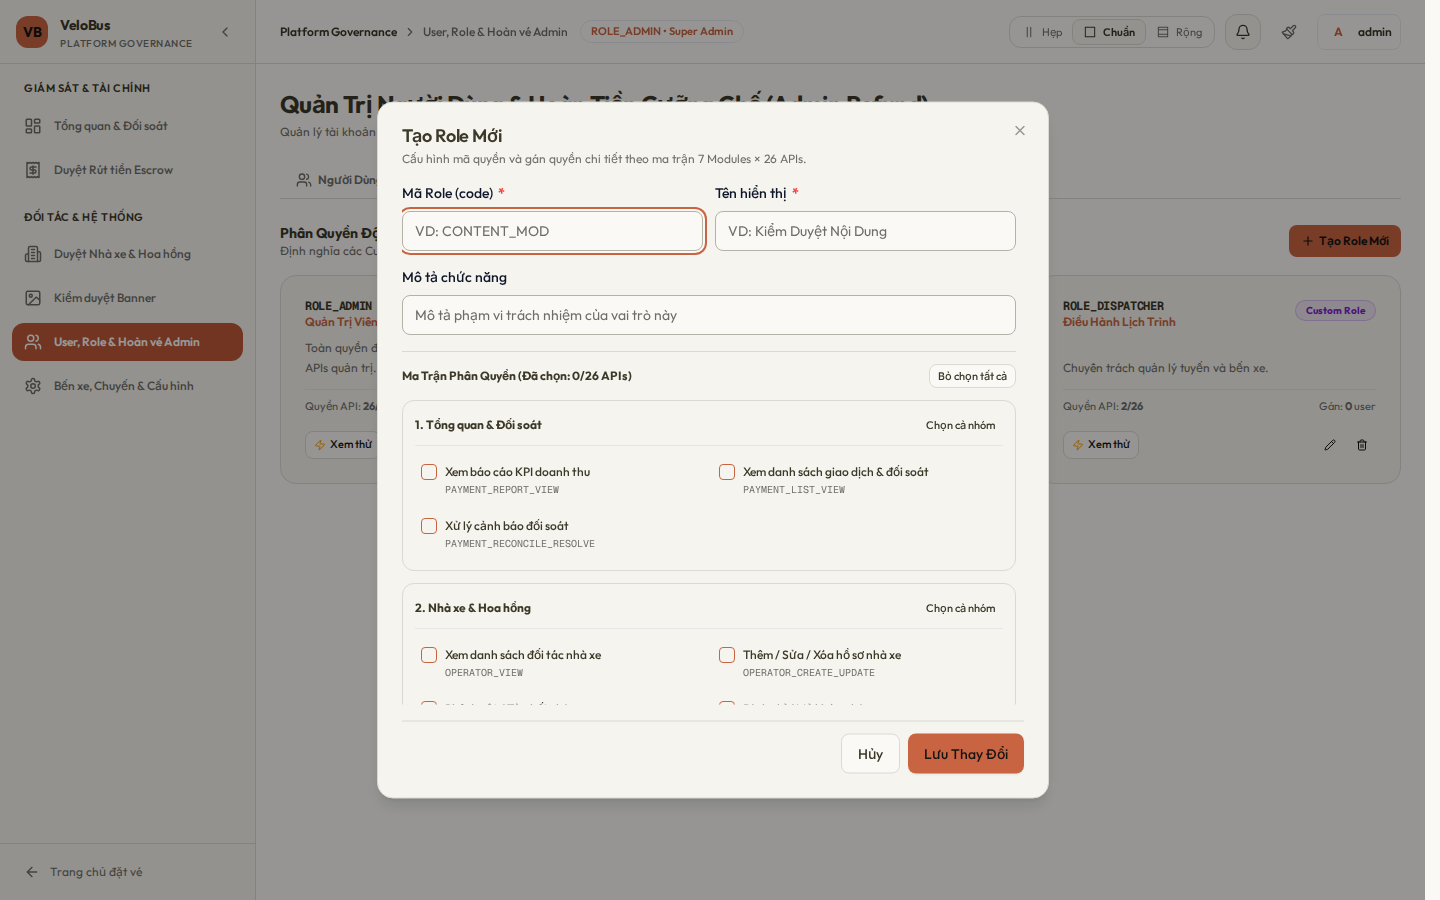 VB
VeloBus
PLATFORM GOVERNANCE
Platform Governance
User, Role & Hoàn vé Admin
ROLE_ADMIN • Super Admin
Hẹp
Chuẩn
Rộng
A
admin
GIÁM SÁT & TÀI CHÍNH
Tổng quan & Đối soát
Duyệt Rút tiền Escrow
ĐỐI TÁC & HỆ THỐNG
Duyệt Nhà xe & Hoa hồng
Kiểm duyệt Banner
User, Role & Hoàn vé Admin
Bến xe, Chuyến & Cấu hình
Trang chủ đặt vé
Quản Trị Người Dùng & Hoàn Tiền Cưỡng Chế (Admin Refund)
Quản lý tài khoản
Người Dùn
Phân Quyền Độ
Định nghĩa các Cu
Tạo Role Mới
ROLE_ADMIN
Quản Trị Viên
Toàn quyền đ
APIs quản trị.
Quyền API: 26/
Xem thử
ROLE_DISPATCHER
Điều Hành Lịch Trình
Custom Role
Chuyên trách quản lý tuyến và bến xe.
Quyền API: 2/26
Gán: 0 user
Xem thử
Tạo Role Mới
Cấu hình mã quyền và gán quyền chi tiết theo ma trận 7 Modules × 26 APIs.
Mã Role (code) *
Tên hiển thị *
VD: CONTENT_MOD
VD: Kiểm Duyệt Nội Dung
Mô tả chức năng
Mô tả phạm vi trách nhiệm của vai trò này
Ma Trận Phân Quyền (Đã chọn: 0/26 APIs)
Bỏ chọn tất cả
1. Tổng quan & Đối soát
Chọn cả nhóm
Xem báo cáo KPI doanh thu
PAYMENT_REPORT_VIEW
Xem danh sách giao dịch & đối soát
PAYMENT_LIST_VIEW
Xử lý cảnh báo đối soát
PAYMENT_RECONCILE_RESOLVE
2. Nhà xe & Hoa hồng
Chọn cả nhóm
Xem danh sách đối tác nhà xe
OPERATOR_VIEW
Thêm / Sửa / Xóa hồ sơ nhà xe
OPERATOR_CREATE_UPDATE
Hủy
Lưu Thay Đổi